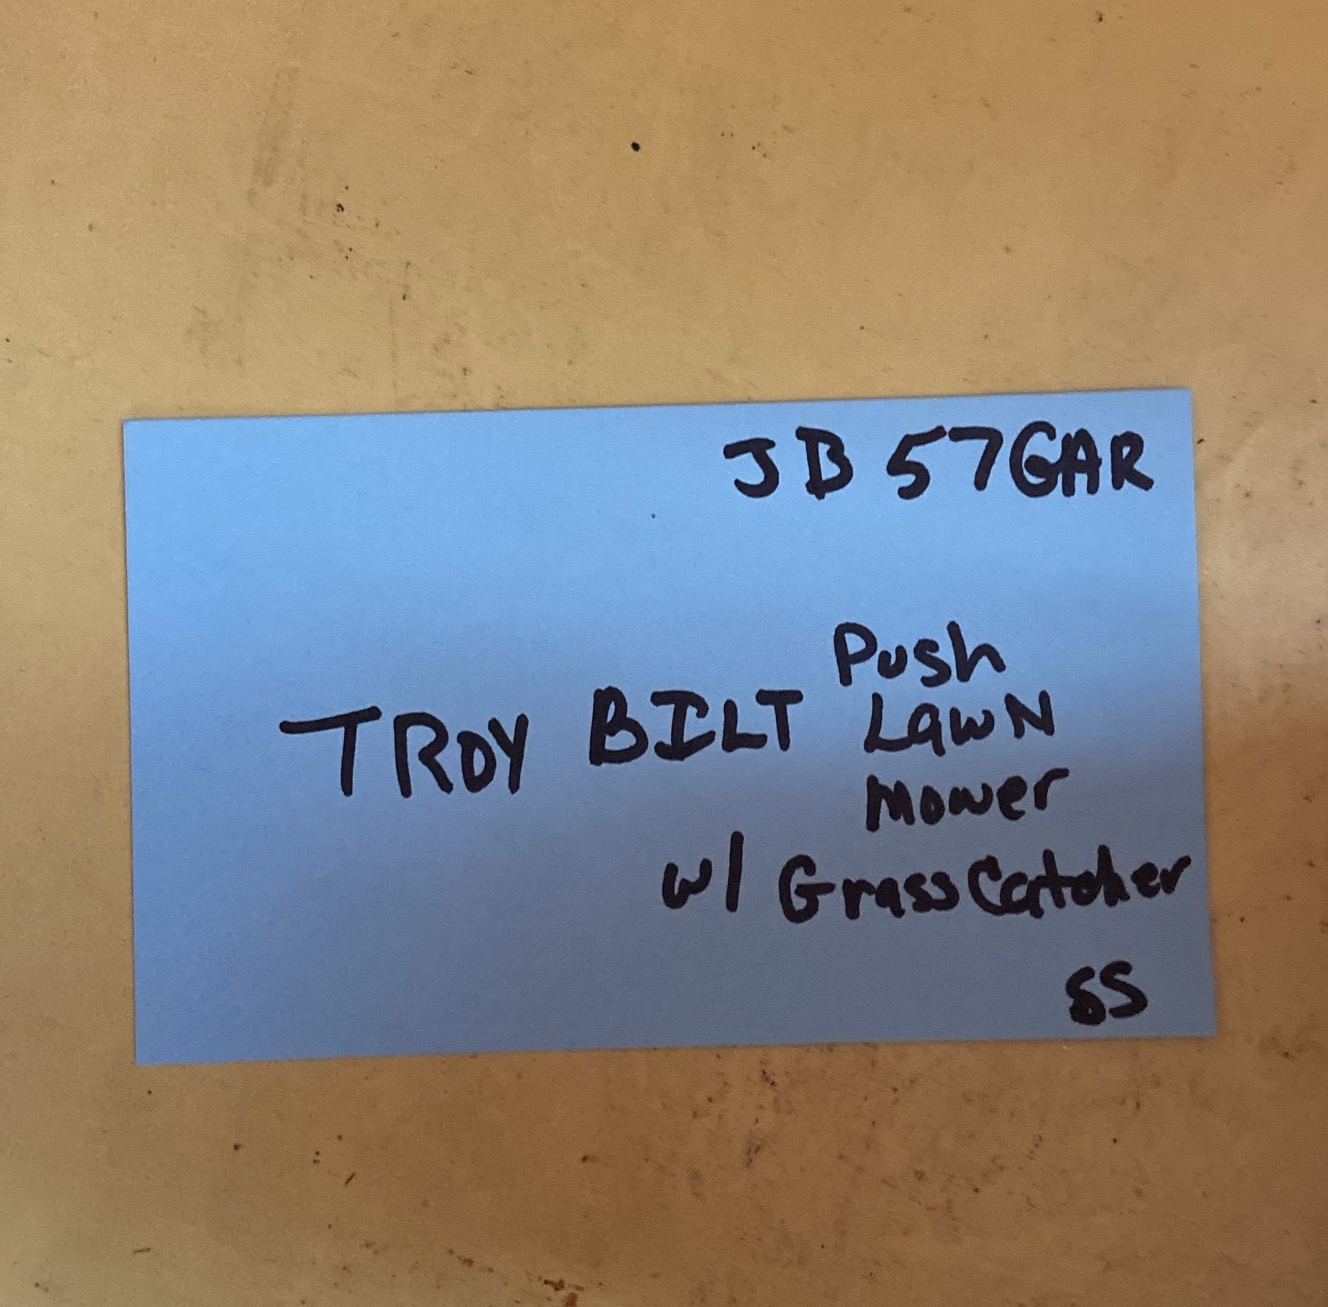 JB 57GAR
Push
TROY BILT LawN
mower
w/ Grass Catcher
SS